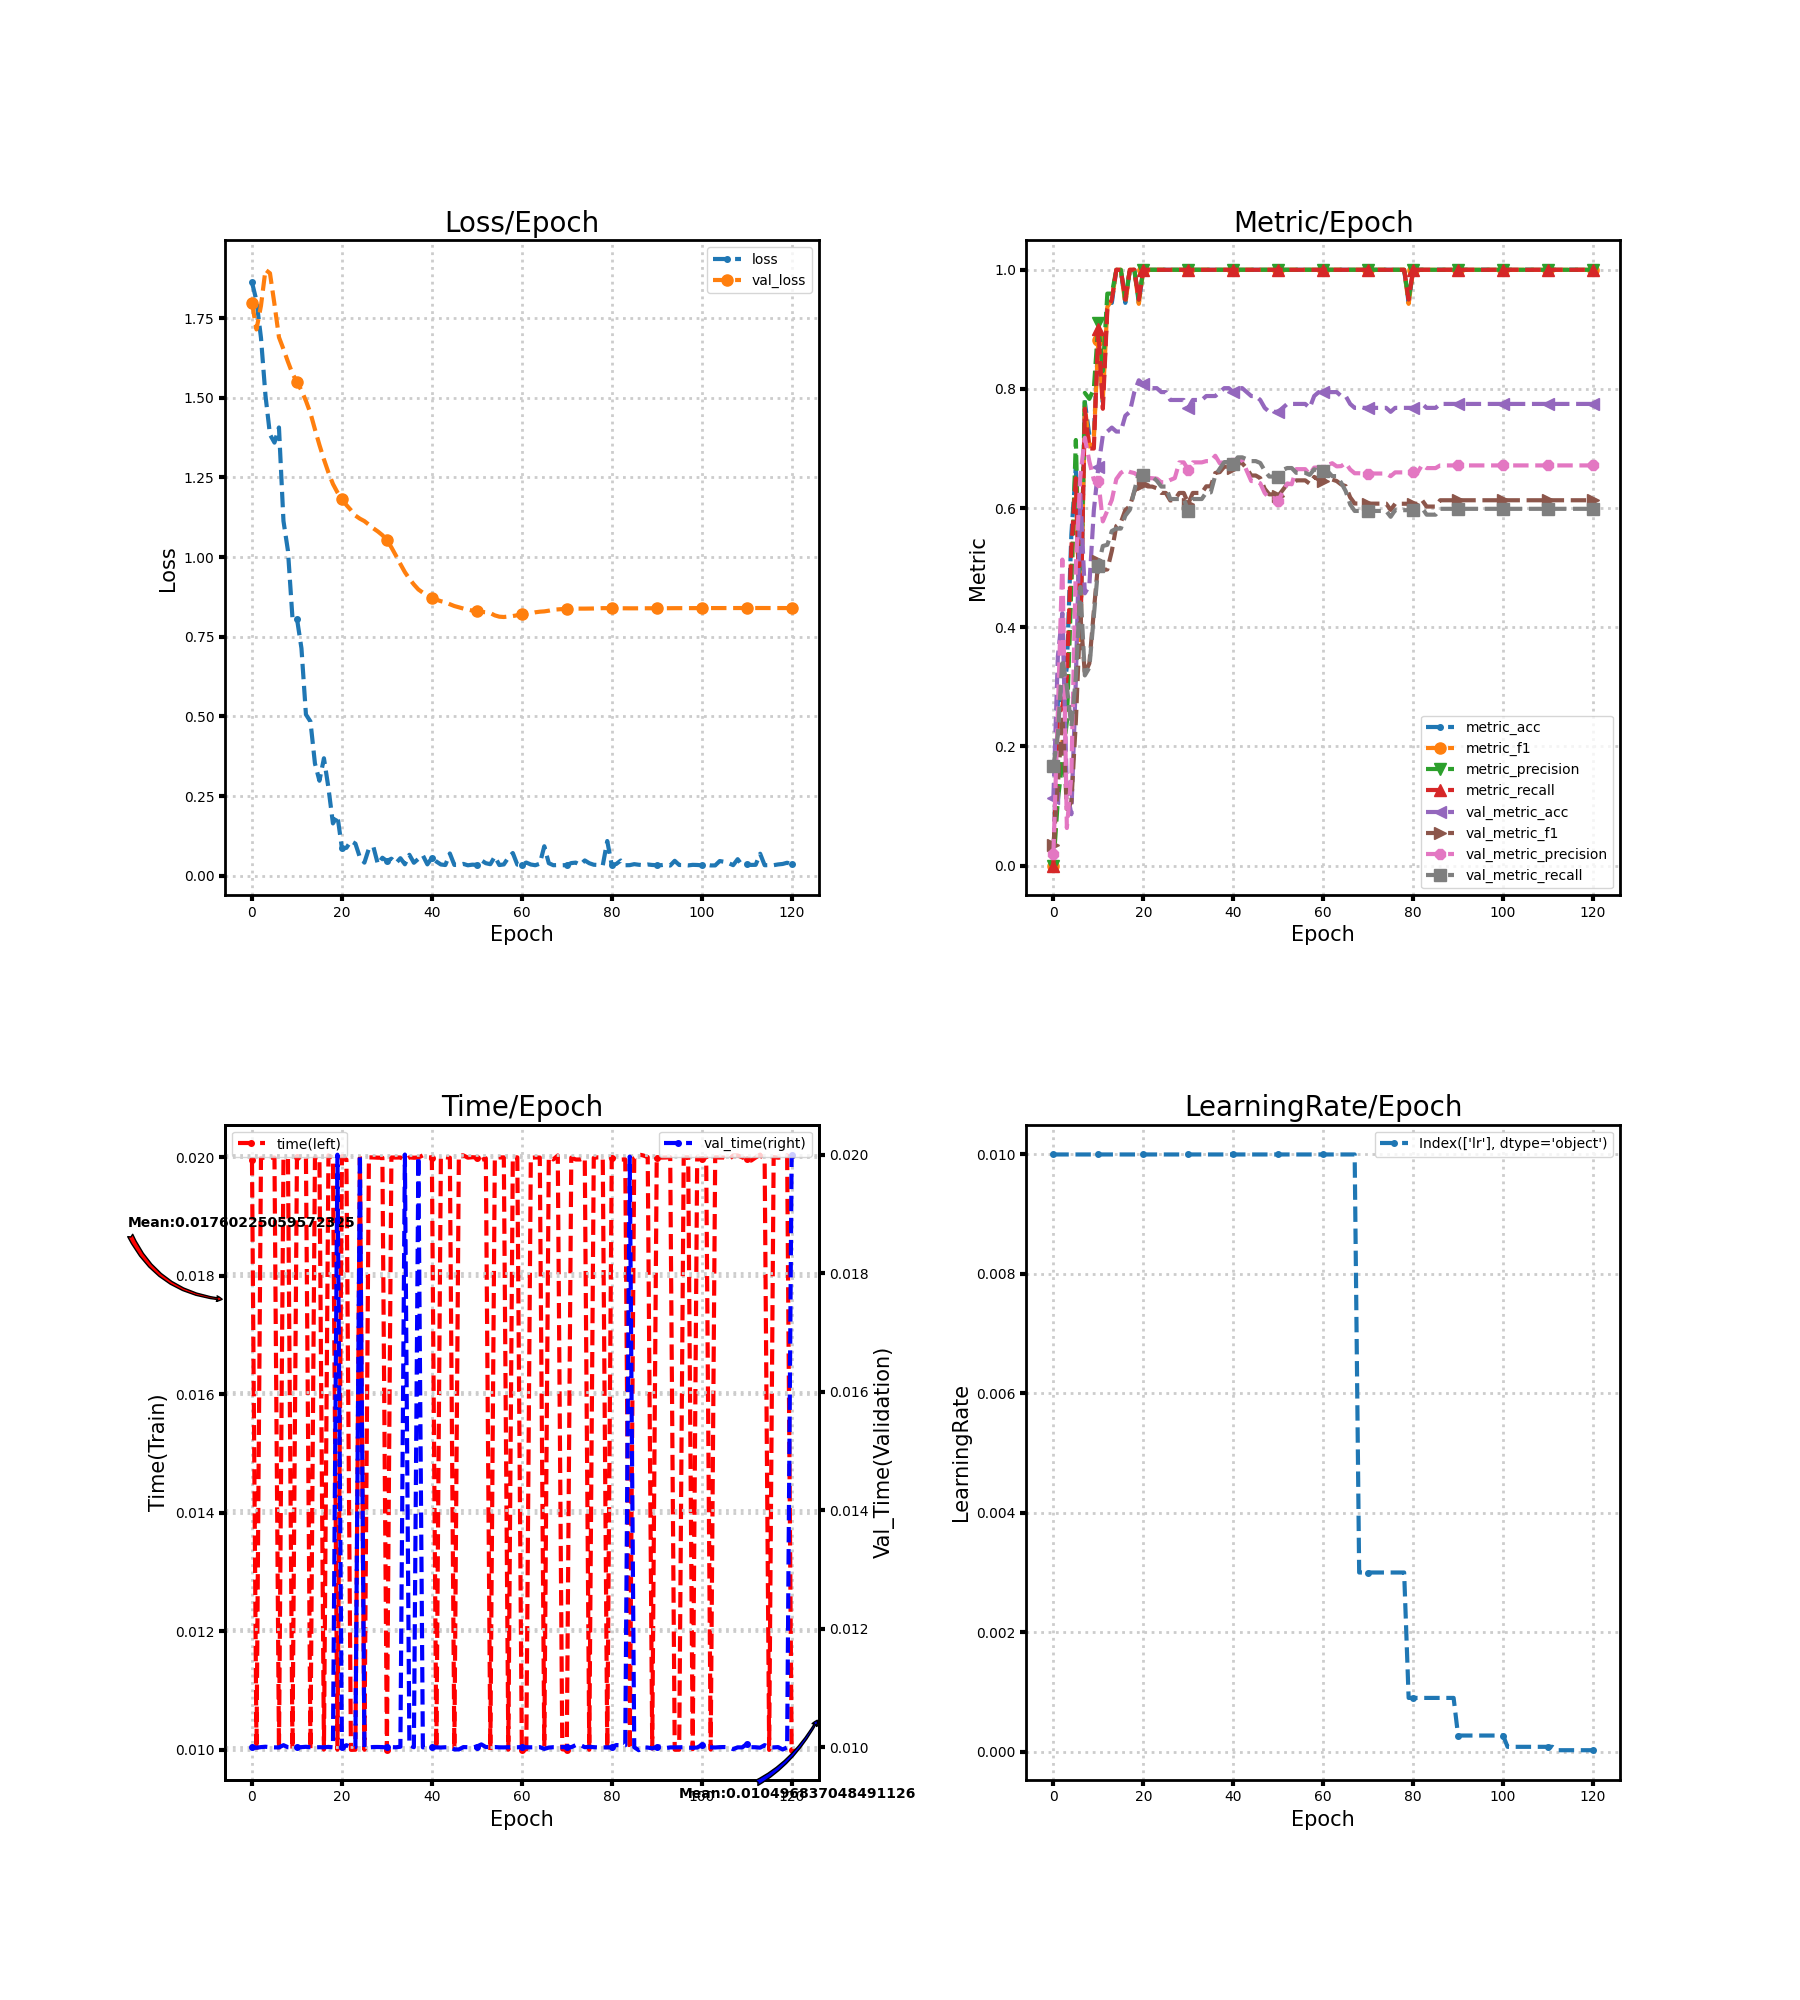 Loss/Epoch
loss
val_loss
1.75
1.50
1.25
1.00
0.75
0.50
0.25
0.00
Loss
0 20 40 60 80 100 120
Epoch
Metric/Epoch
1.0
0.8
0.6
0.4
0.2
0.0
Metric
metric_acc
metric_f1
metric_precision
metric_recall
val_metric_acc
val_metric_f1
val_metric_precision
val_metric_recall
0 20 40 60 80 100 120
Epoch
Time/Epoch
time(left)
val_time(right)
0.020
0.018
0.016
0.014
0.012
0.010
Time(Train)
Mean:0.01760225059572325
0.020
0.018
0.016
0.014
0.012
0.010
Val_Time(Validation)
Mean:0.010496837048491126
0 20 40 60 80 100 120
Epoch
LearningRate/Epoch
Index(['lr'], dtype='object')
0.010
0.008
0.006
0.004
0.002
0.000
LearningRate
0 20 40 60 80 100 120
Epoch